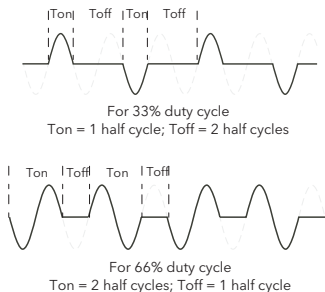 Ton Toff Ton Toff
For 33% duty cycle
Ton = 1 half cycle; Toff = 2 half cycles
Ton Toff Ton Toff
For 66% duty cycle
Ton = 2 half cycles; Toff = 1 half cycle